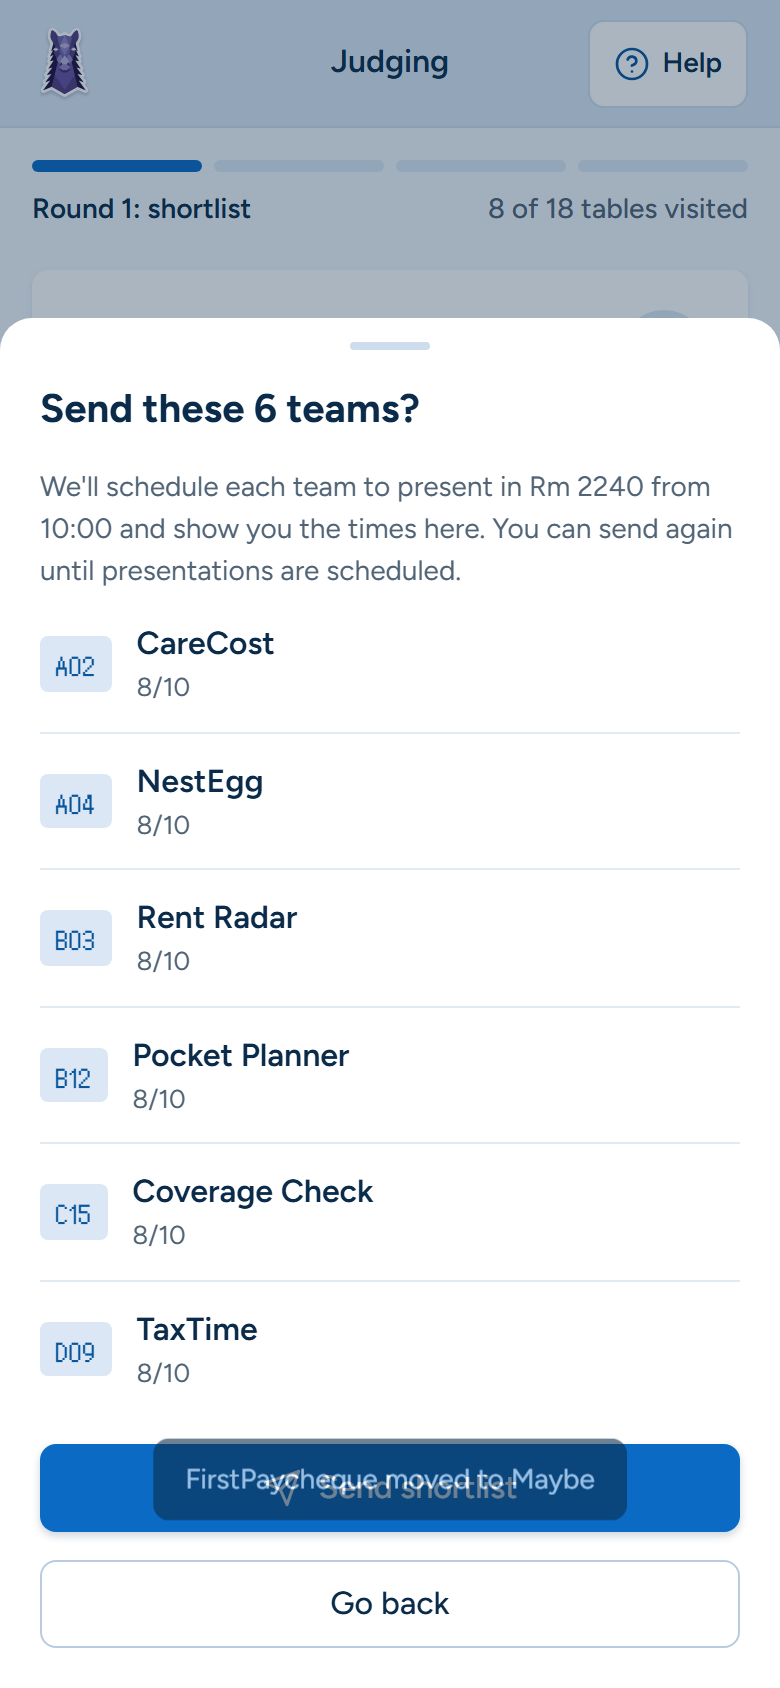 Judging
Help
Round 1: shortlist
8 of 18 tables visited
Send these 6 teams?
We'll schedule each team to present in Rm 2240 from
10:00 and show you the times here. You can send again
until presentations are scheduled.
A02
CareCost
8/10
A04
NestEgg
8/10
B03
Rent Radar
8/10
B12
Pocket Planner
8/10
C15
Coverage Check
8/10
D09
TaxTime
8/10
FirstPaycheque moved to Maybe
Send shortlist
Go back